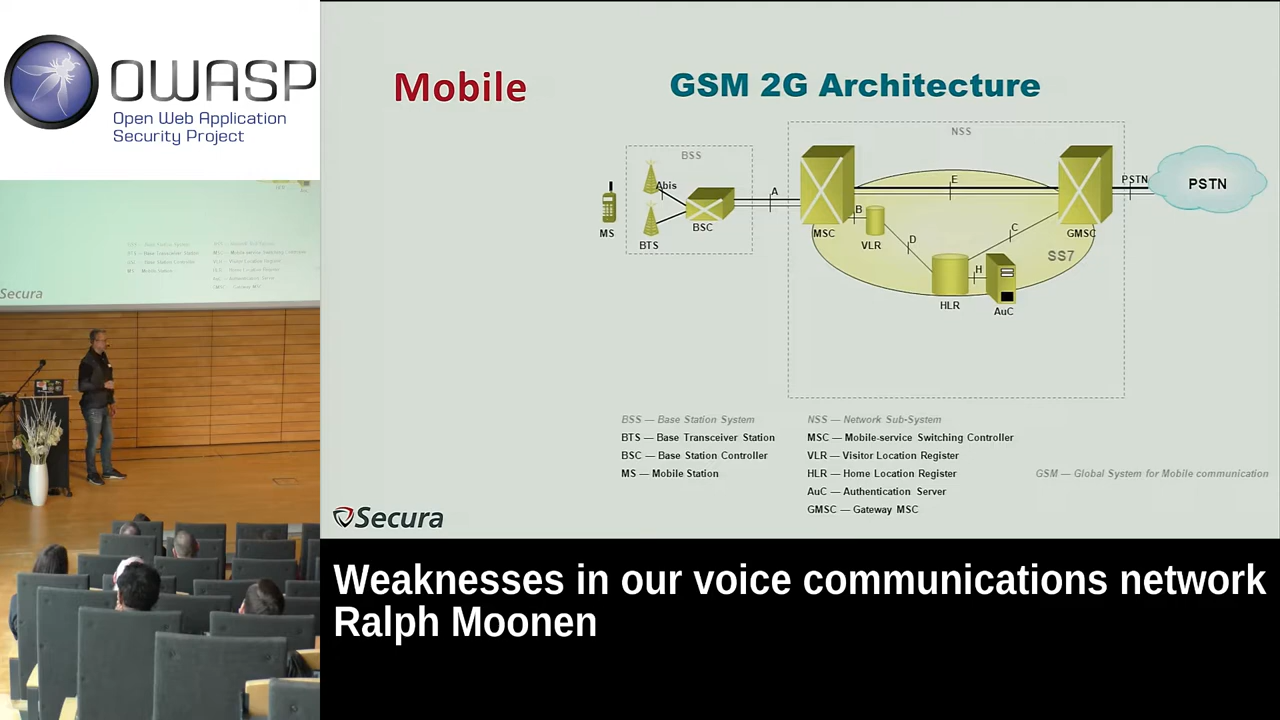 OWASP
Open Web Application
Security Project
Mobile
GSM 2G Architecture
NSS
BSS
Abis
A
E
PSTN
PSTN
MS
BTS
BSC
MSC
B
VLR
D
C
GMSC
SS7
H
HLR
AuC
BSS — Base Station System
BTS — Base Transceiver Station
BSC — Base Station Controller
MS — Mobile Station
NSS — Network Sub-System
MSC — Mobile-service Switching Controller
VLR — Visitor Location Register
HLR — Home Location Register
AuC — Authentication Server
GMSC — Gateway MSC
GSM — Global System for Mobile communication
Secura
Secura
Weaknesses in our voice communications network
Ralph Moonen